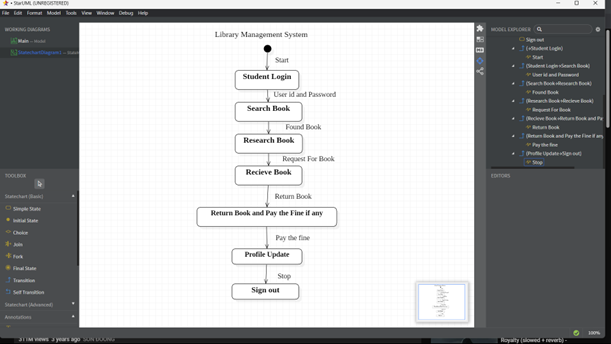 • StarUML (UNREGISTERED)
File Edit Format Model Tools View Window Debug Help
WORKING DIAGRAMS
Main
StatechartDiagram1
Library Management System
Start
Student Login
User id and Password
Search Book
Found Book
Research Book
Request For Book
Recieve Book
Return Book
Return Book and Pay the Fine if any
Pay the fine
Profile Update
Stop
Sign out
TOOLBOX
Statechart (Basic)
Simple State
Initial State
Choice
Join
Fork
Final State
Transition
Self Transition
Statechart (Advanced)
Annotations
MODEL EXPLORER
Sign out
(→Student Login)
Start
(Student Login→Search Book)
User id and Password
(Search Book→Research Book)
Found Book
(Research Book→Recieve Book)
Request For Book
(Recieve Book→Return Book and Pa
Return Book
(Return Book and Pay the Fine if any
Pay the fine
(Profile Update→Sign out)
Stop
EDITORS
100%
311M views 3 years ago SON DUONG
Royalty (slowed + reverb) -